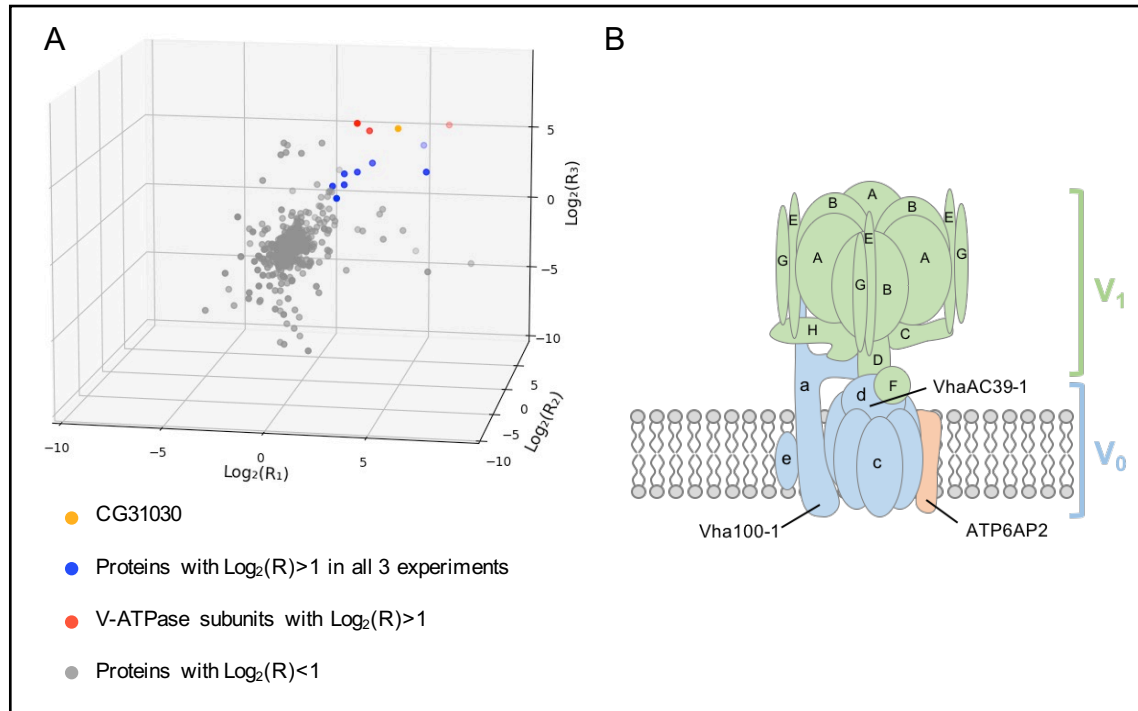 A
5
0
−5
−10
Log₂(R₃)
5
0
−5
−10
Log₂(R₂)
−10
−5
0
5
Log₂(R₁)
CG31030
Proteins with Log₂(R)>1 in all 3 experiments
V-ATPase subunits with Log₂(R)>1
Proteins with Log₂(R)<1
B
A
B
B
E
E
E
G
A
A
G
G
B
H
C
D
V₁
F
VhaAC39-1
a
d
e
c
V₀
Vha100-1
ATP6AP2